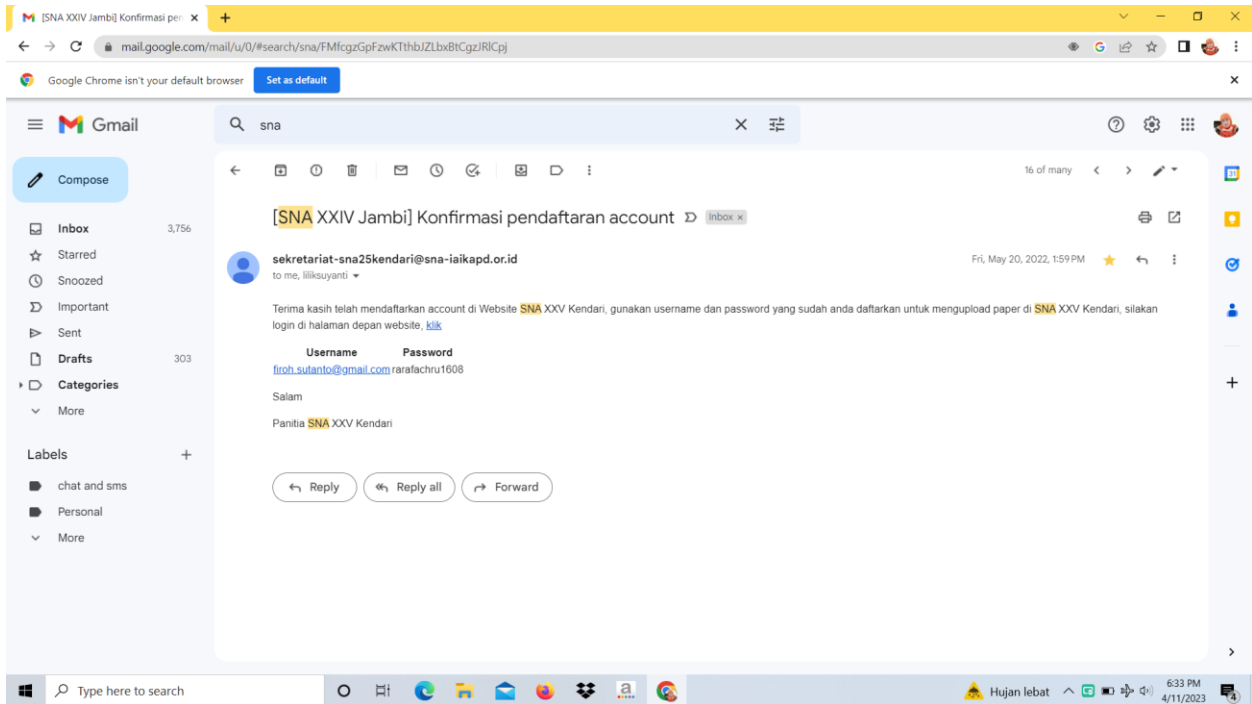 [SNA XXIV Jambi] Konfirmasi pen
mail.google.com/mail/u/0/#search/sna/FMfcgzGpFzwKTthbJZLbxBtCgzJRlCpj
Google Chrome isn't your default browser Set as default
Gmail
sna
Compose
16 of many
[SNA XXIV Jambi] Konfirmasi pendaftaran account Inbox ×
Inbox 3,756
Starred
Snoozed
Important
Sent
Drafts 303
Categories
More
Labels
chat and sms
Personal
More
sekretariat-sna25kendari@sna-iaikapd.or.id Fri, May 20, 2022, 1:59 PM
to me, liliksuyanti
Terima kasih telah mendaftarkan account di Website SNA XXV Kendari, gunakan username dan password yang sudah anda daftarkan untuk mengupload paper di SNA XXV Kendari, silakan
login di halaman depan website, klik
Username Password
firoh.sutanto@gmail.com rarafachru1608
Salam
Panitia SNA XXV Kendari
Reply Reply all Forward
31
Type here to search
a
Hujan lebat
6:33 PM
4/11/2023
4